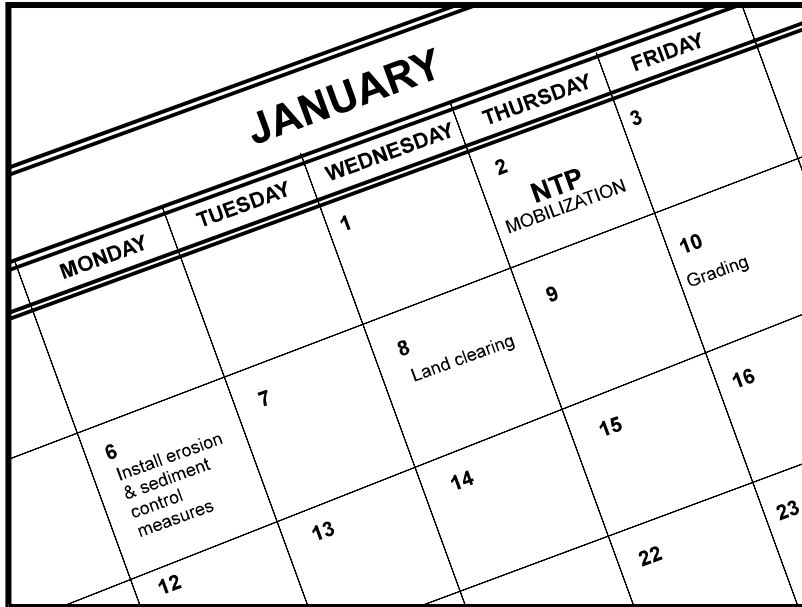 JANUARY
MONDAY TUESDAY WEDNESDAY THURSDAY FRIDAY
1 2 3
NTP
MOBILIZATION
6 7 8 9 10
Install erosion
& sediment
control
measures
Land clearing
Grading
12 13 14 15 16
22 23